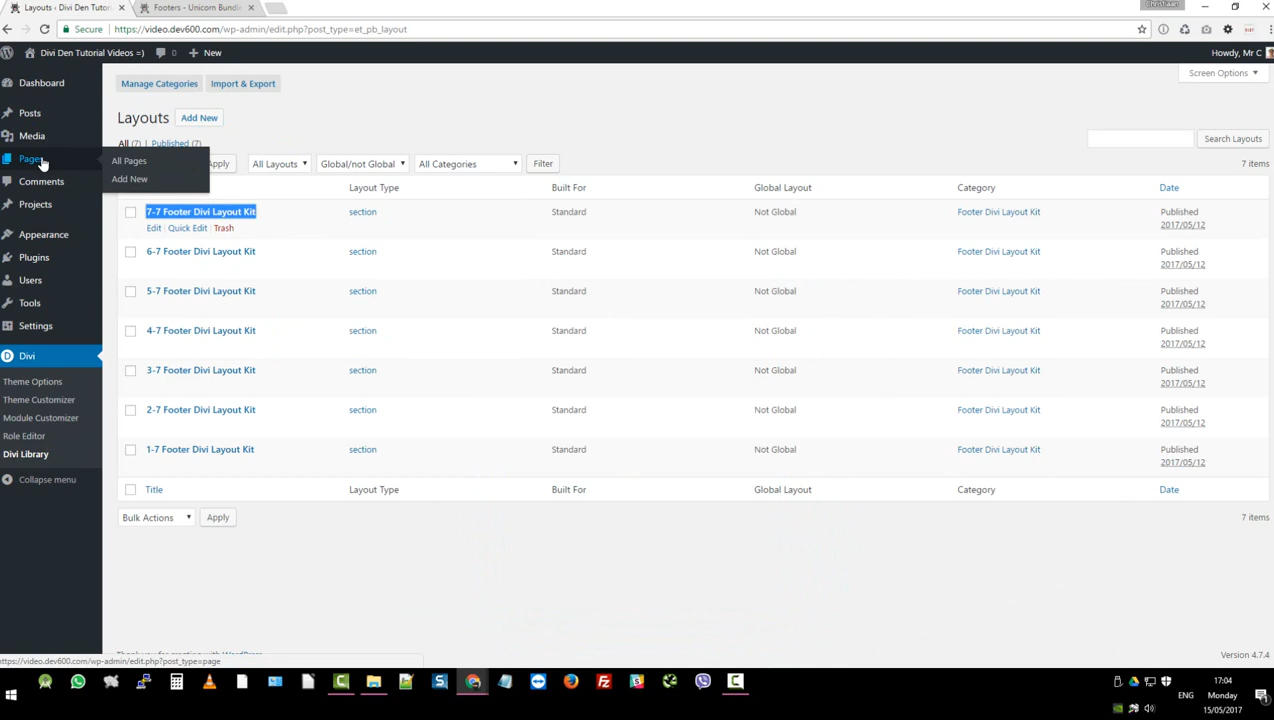 Layouts ‹ Divi Den Tutori × Footers - Unicorn Bundle × Christiaan
Secure https://video.dev600.com/wp-admin/edit.php?post_type=et_pb_layout
Divi Den Tutorial Videos =) 0 New Howdy, Mr C
Dashboard
Posts
Media
Pages
Comments
Projects
Appearance
Plugins
Users
Tools
Settings
Divi
Theme Options
Theme Customizer
Module Customizer
Role Editor
Divi Library
Collapse menu
All Pages
Add New
Manage Categories Import & Export Screen Options
Layouts Add New
All (7) | Published (7) Search Layouts
Apply All Layouts Global/not Global All Categories Filter 7 items
Layout Type Built For Global Layout Category Date
7-7 Footer Divi Layout Kit section Standard Not Global Footer Divi Layout Kit Published
Edit | Quick Edit | Trash 2017/05/12
6-7 Footer Divi Layout Kit section Standard Not Global Footer Divi Layout Kit Published
2017/05/12
5-7 Footer Divi Layout Kit section Standard Not Global Footer Divi Layout Kit Published
2017/05/12
4-7 Footer Divi Layout Kit section Standard Not Global Footer Divi Layout Kit Published
2017/05/12
3-7 Footer Divi Layout Kit section Standard Not Global Footer Divi Layout Kit Published
2017/05/12
2-7 Footer Divi Layout Kit section Standard Not Global Footer Divi Layout Kit Published
2017/05/12
1-7 Footer Divi Layout Kit section Standard Not Global Footer Divi Layout Kit Published
2017/05/12
Title Layout Type Built For Global Layout Category Date
Bulk Actions Apply 7 items
Thank you for creating with WordPress. Version 4.7.4
https://video.dev600.com/wp-admin/edit.php?post_type=page
17:04
ENG Monday
15/05/2017